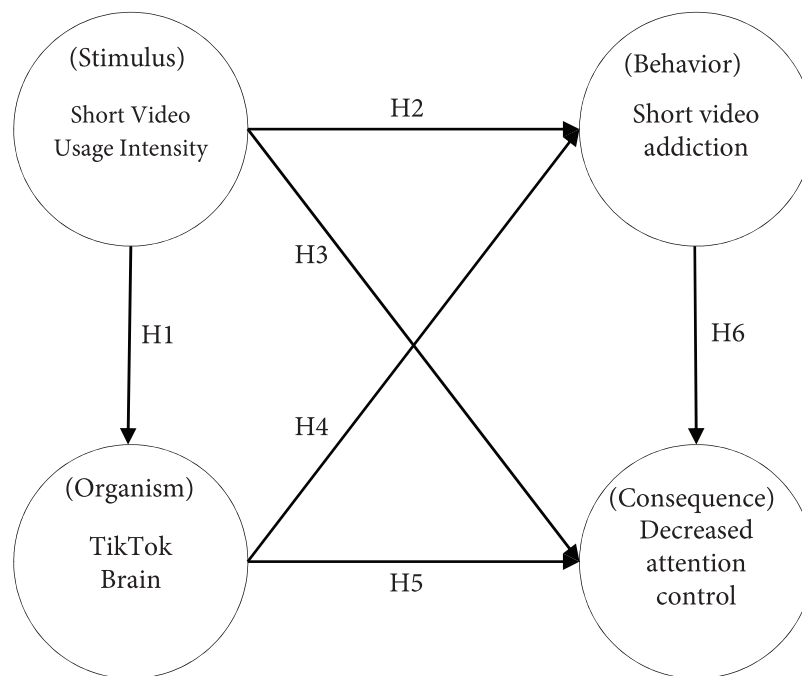 (Stimulus)
Short Video
Usage Intensity
H2
(Behavior)
Short video
addiction
H3
H1
H6
H4
(Organism)
TikTok
Brain
H5
(Consequence)
Decreased
attention
control